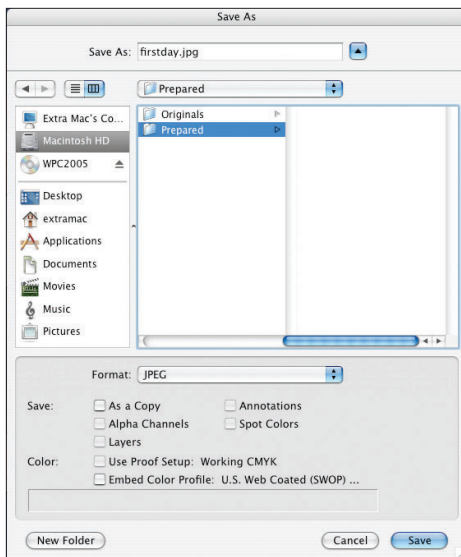 Save As
Save As: firstday.jpg
Prepared
Extra Mac's Co...
Macintosh HD
WPC2005
Desktop
extramac
Applications
Documents
Movies
Music
Pictures
Originals
Prepared
Format: JPEG
Save: As a Copy Annotations
Alpha Channels Spot Colors
Layers
Color: Use Proof Setup: Working CMYK
Embed Color Profile: U.S. Web Coated (SWOP) ...
New Folder Cancel Save